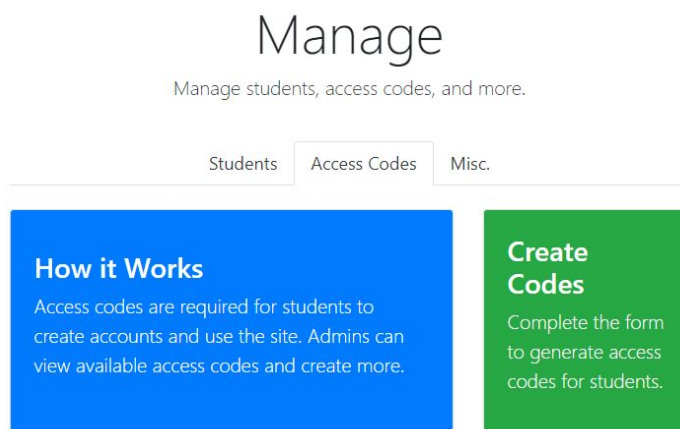 Manage
Manage students, access codes, and more.
Students Access Codes Misc.
How it Works
Access codes are required for students to
create accounts and use the site. Admins can
view available access codes and create more.
Create
Codes
Complete the form
to generate access
codes for students.